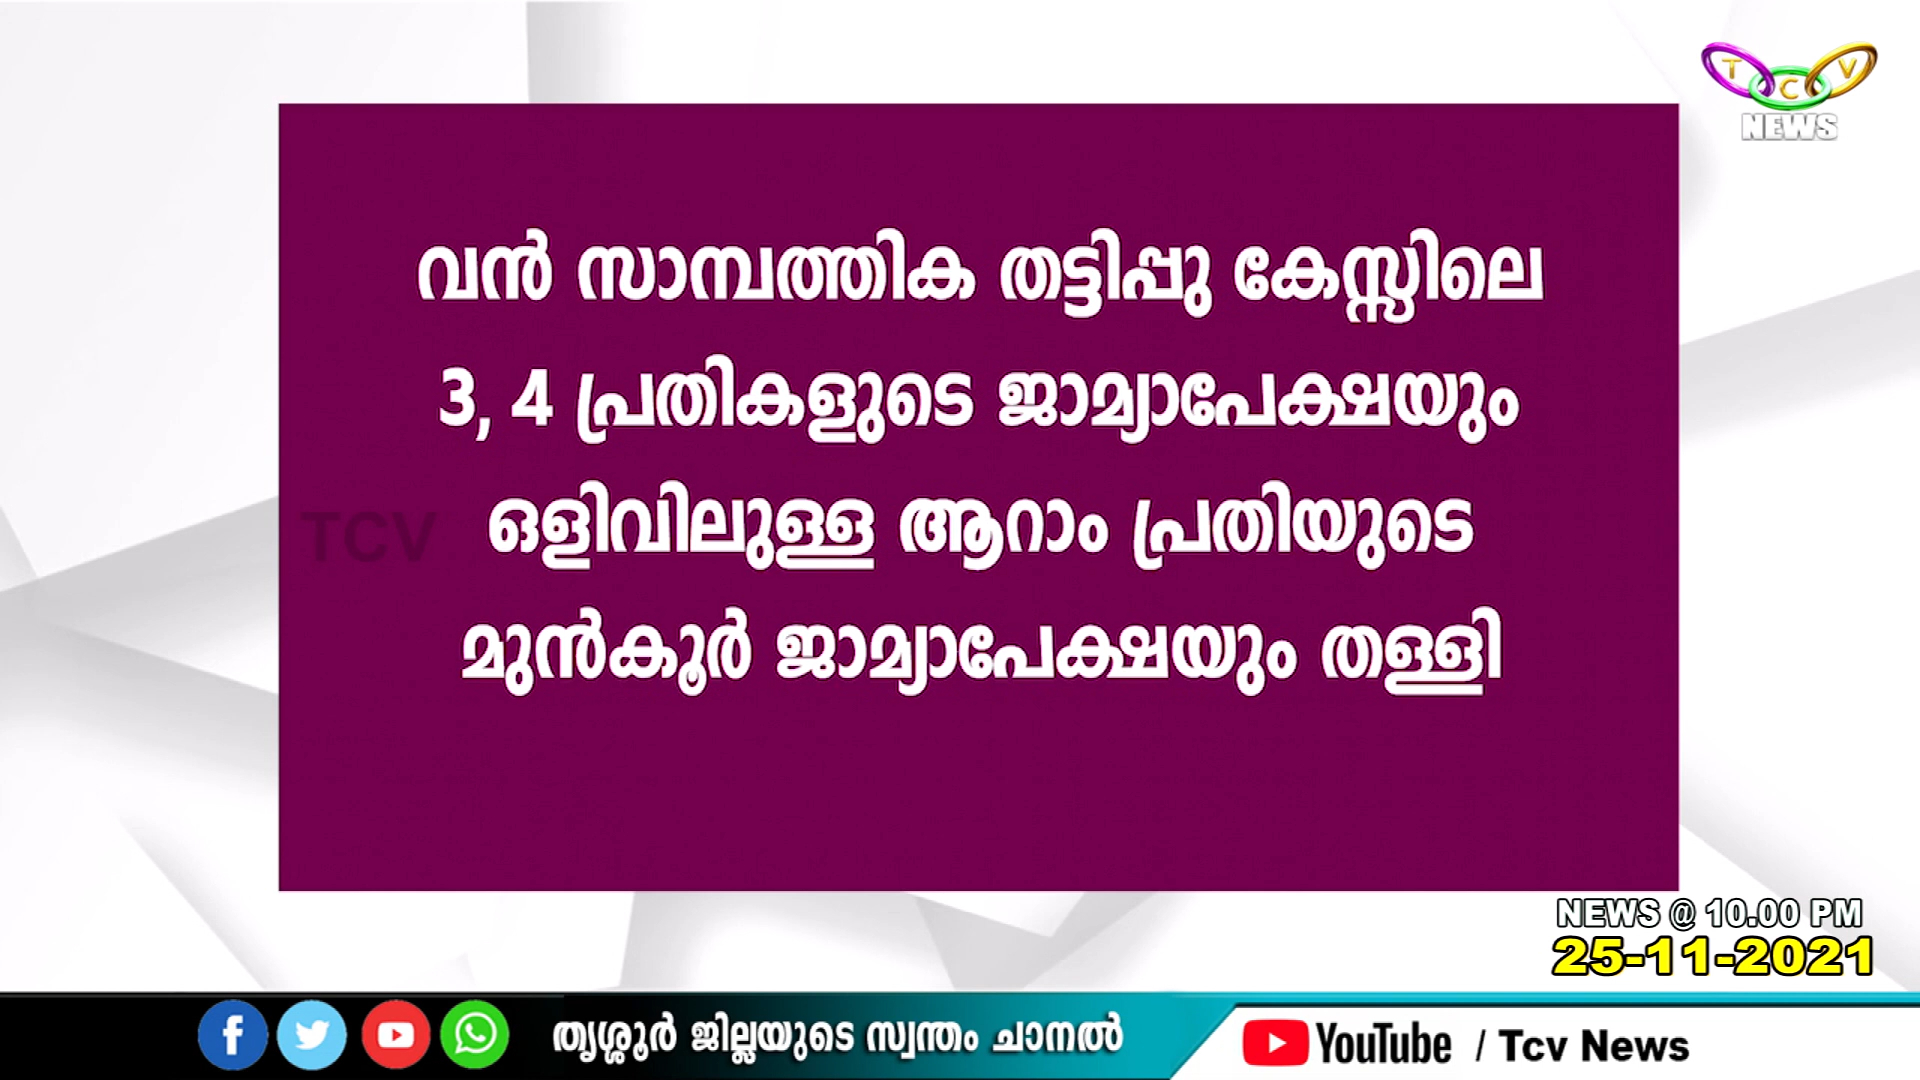 T C V
NEWS
വൻ സാമ്പത്തിക തട്ടിപ്പു കേസ്സിലെ
3, 4 പ്രതികളുടെ ജാമ്യാപേക്ഷയും
TCV
ഒളിവിലുള്ള ആറാം പ്രതിയുടെ
മുൻകൂർ ജാമ്യാപേക്ഷയും തള്ളി
NEWS @ 10.00 PM
25-11-2021
തൃശ്ശൂർ ജില്ലയുടെ സ്വന്തം ചാനൽ
YouTube / Tcv News